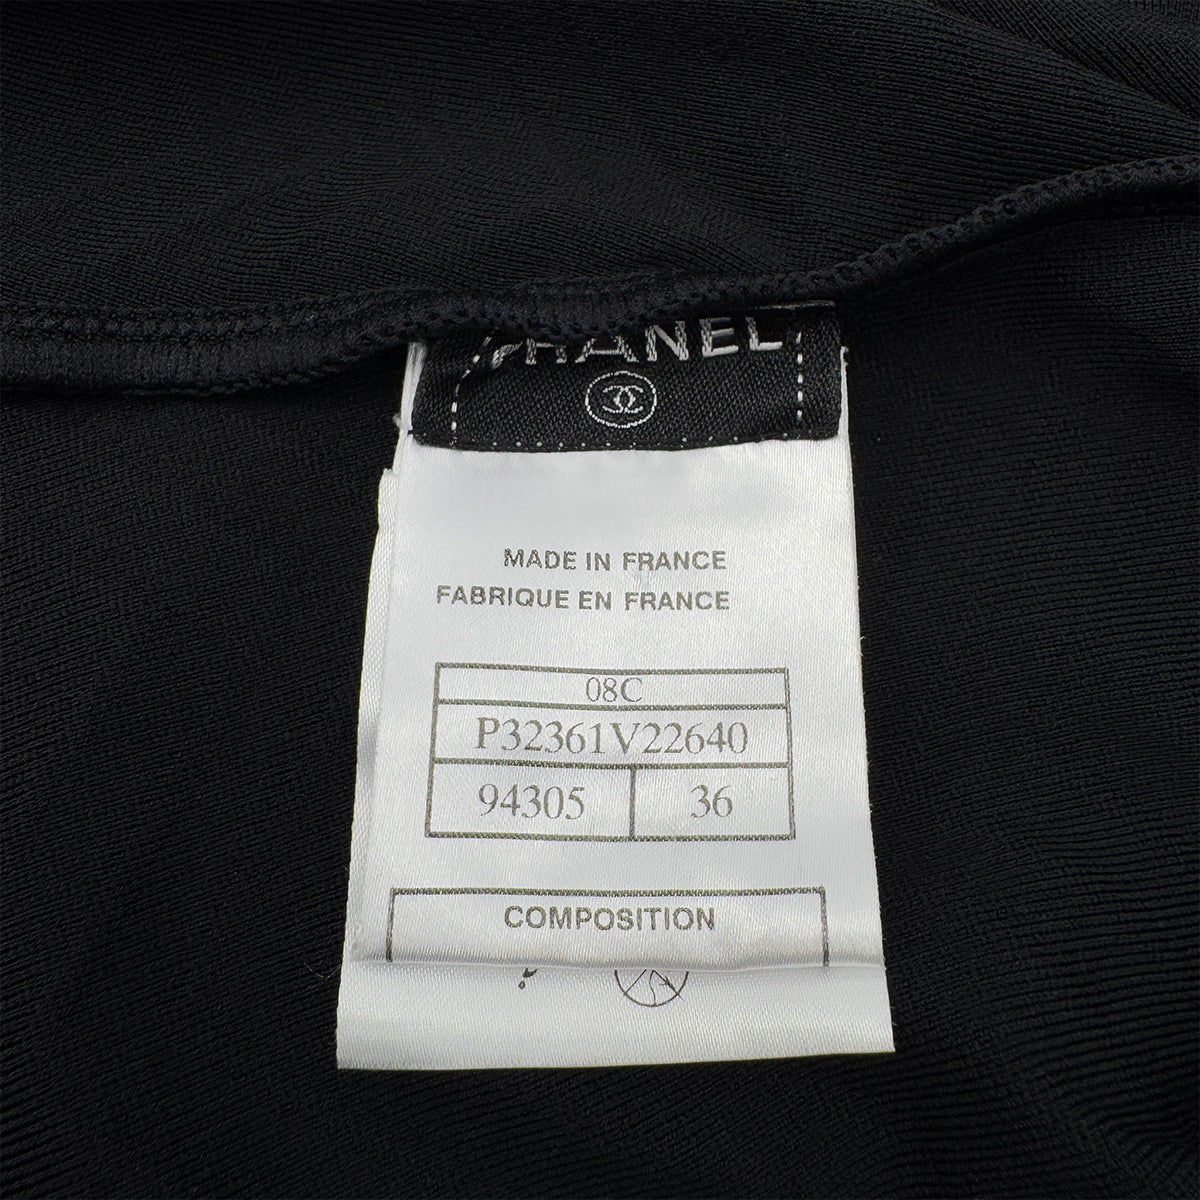 CHANEL
MADE IN FRANCE
FABRIQUE EN FRANCE
08C
P32361V22640
94305 36
COMPOSITION